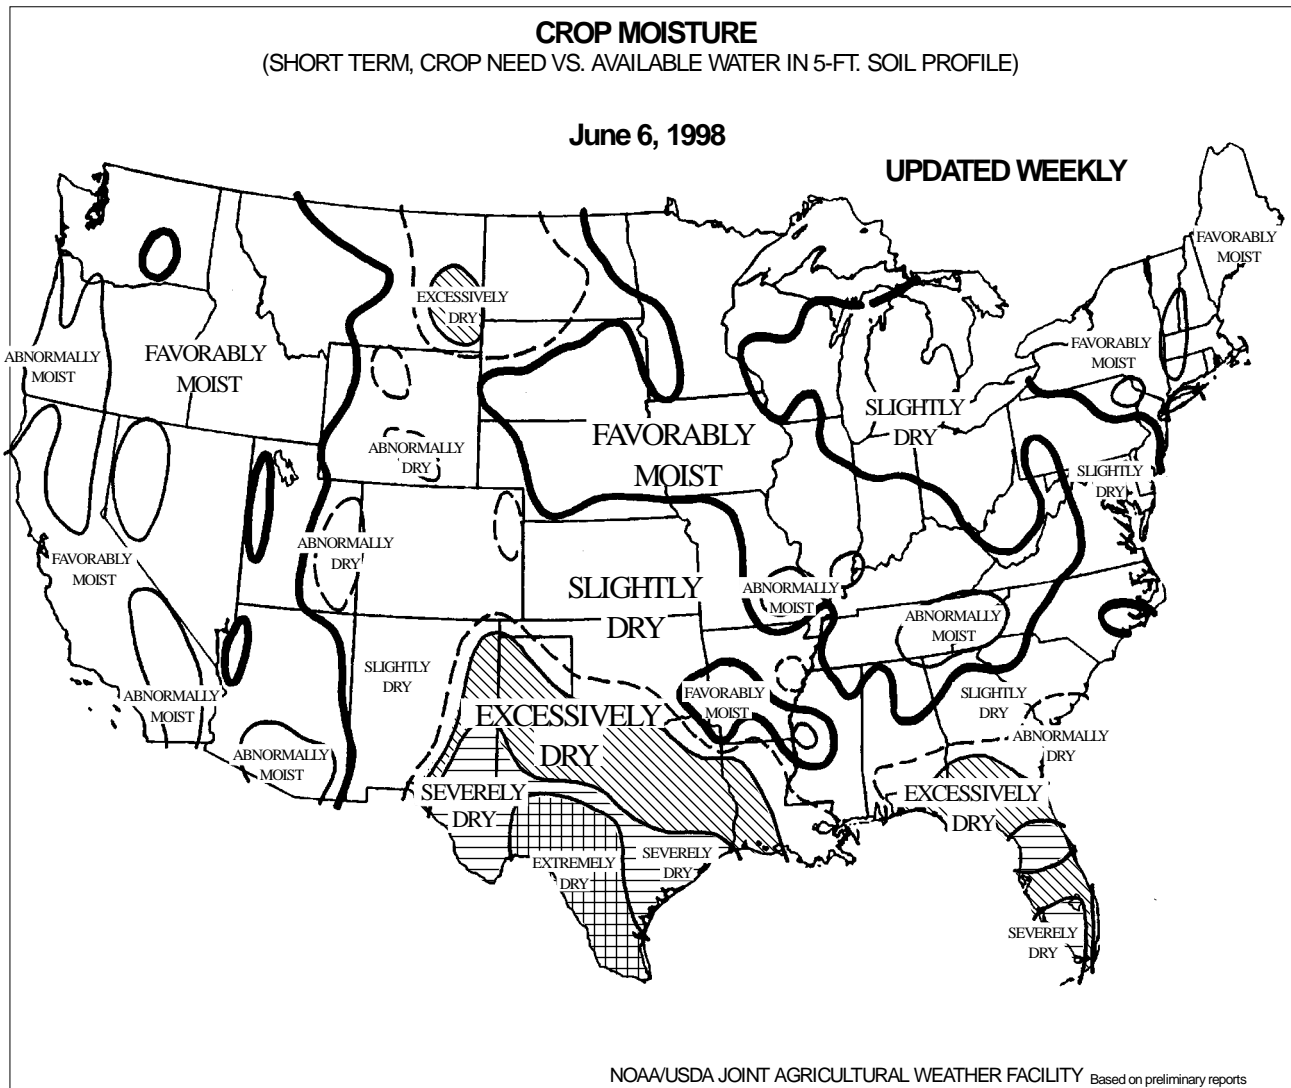 CROP MOISTURE
(SHORT TERM, CROP NEED VS. AVAILABLE WATER IN 5-FT. SOIL PROFILE)
June 6, 1998
UPDATED WEEKLY
FAVORABLY
MOIST
EXCESSIVELY
DRY
ABNORMALLY
MOIST
FAVORABLY
MOIST
FAVORABLY
MOIST
SLIGHTLY
DRY
ABNORMALLY
DRY
FAVORABLY
MOIST
SLIGHTLY
DRY
FAVORABLY
MOIST
ABNORMALLY
DRY
SLIGHTLY
DRY
ABNORMALLY
MOIST
ABNORMALLY
MOIST
SLIGHTLY
DRY
ABNORMALLY
MOIST
FAVORABLY
MOIST
SLIGHTLY
DRY
EXCESSIVELY
DRY
ABNORMALLY
DRY
ABNORMALLY
MOIST
SEVERELY
DRY
EXCESSIVELY
DRY
EXTREMELY
DRY
SEVERELY
DRY
SEVERELY
DRY
NOAA/USDA JOINT AGRICULTURAL WEATHER FACILITY Based on preliminary reports